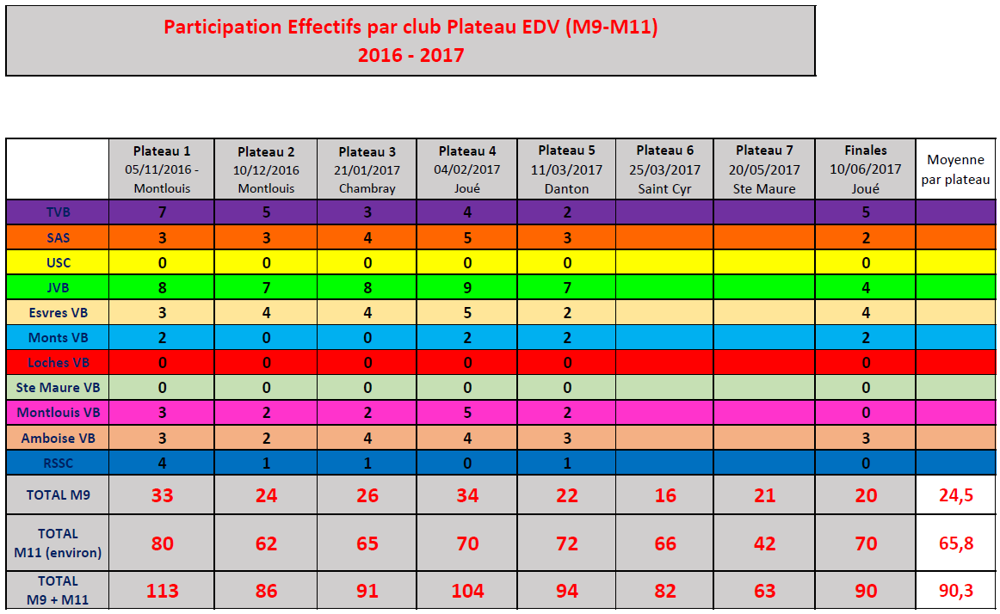 Participation Effectifs par club Plateau EDV (M9-M11)
2016 - 2017
Plateau 1 Plateau 2 Plateau 3 Plateau 4 Plateau 5 Plateau 6 Plateau 7 Finales Moyenne
05/11/2016 - 10/12/2016 21/01/2017 04/02/2017 11/03/2017 25/03/2017 20/05/2017 10/06/2017 par plateau
Montlouis Montlouis Chambray Joué Danton Saint Cyr Ste Maure Joué
TVB 7 5 3 4 2 5
SAS 3 3 4 5 3 2
USC 0 0 0 0 0 0
JVB 8 7 8 9 7 4
Esvres VB 3 4 4 5 2 4
Monts VB 2 0 0 2 2 2
Loches VB 0 0 0 0 0 0
Ste Maure VB 0 0 0 0 0 0
Montlouis VB 3 2 2 5 2 0
Amboise VB 3 2 4 4 3 3
RSSC 4 1 1 0 1 0
TOTAL M9 33 24 26 34 22 16 21 20 24,5
TOTAL
M11 (environ) 80 62 65 70 72 66 42 70 65,8
TOTAL
M9 + M11 113 86 91 104 94 82 63 90 90,3